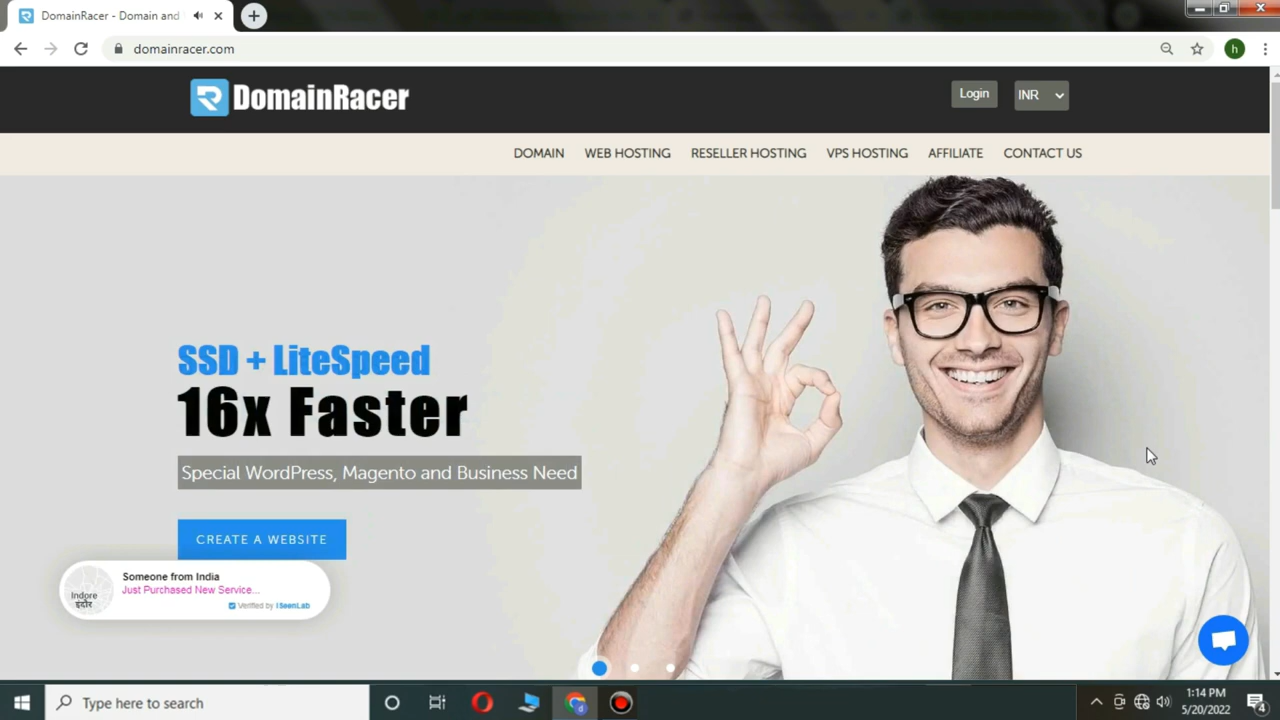 DomainRacer - Domain and
domainracer.com
h
DomainRacer
Login
INR
DOMAIN
WEB HOSTING
RESELLER HOSTING
VPS HOSTING
AFFILIATE
CONTACT US
SSD + LiteSpeed
16x Faster
Special WordPress, Magento and Business Need
CREATE A WEBSITE
Indore
इंदौर
Someone from India
Just Purchased New Service...
Verified by ISeenLab
Type here to search
1:14 PM
5/20/2022
4